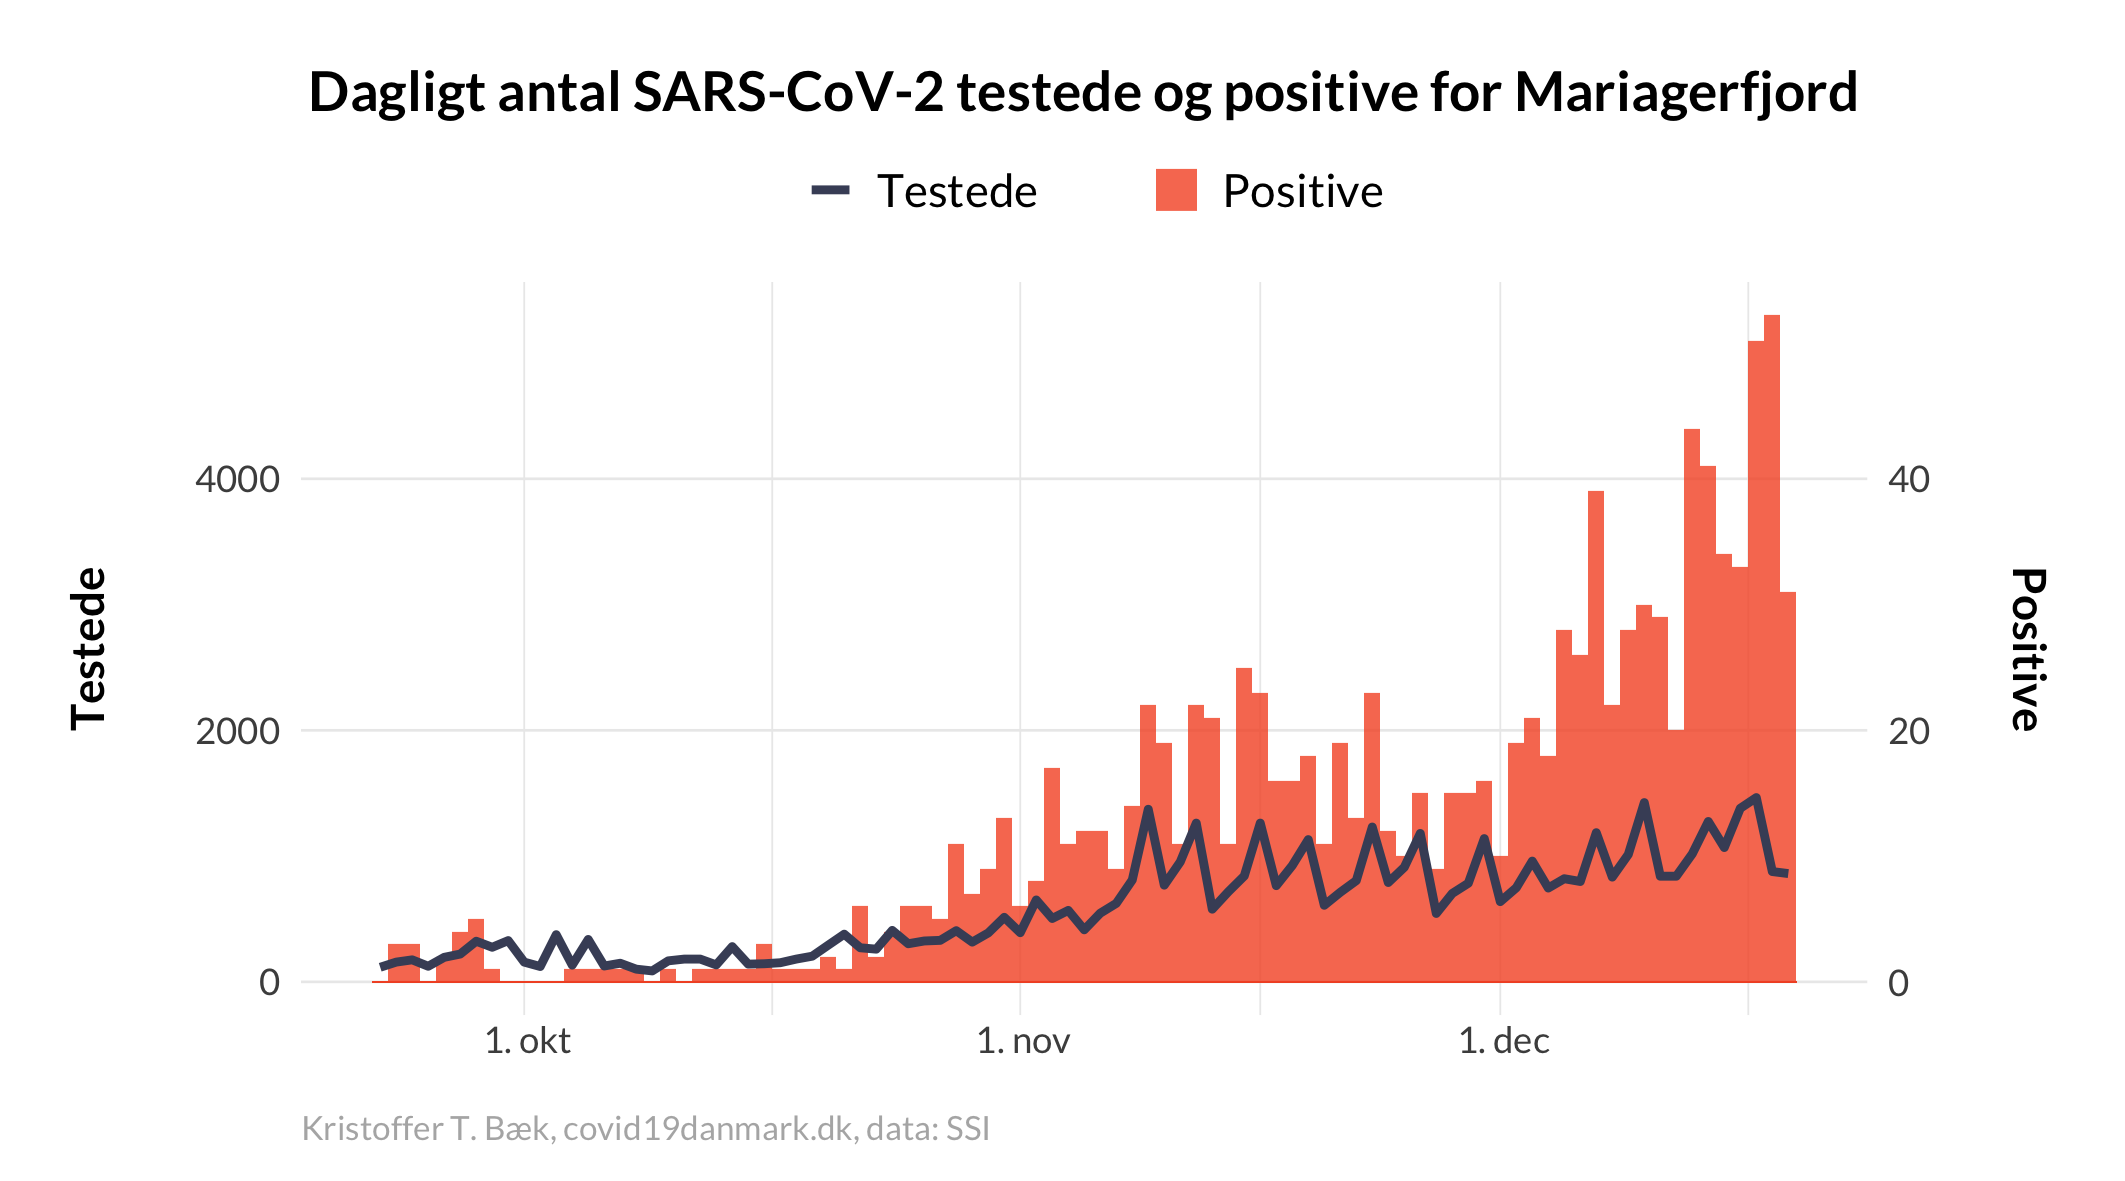 Dagligt antal SARS-CoV-2 testede og positive for Mariagerfjord
Testede
Positive
4000
2000
0
Testede
40
20
0
Positive
1. okt
1. nov
1. dec
Kristoffer T. Bæk, covid19danmark.dk, data: SSI